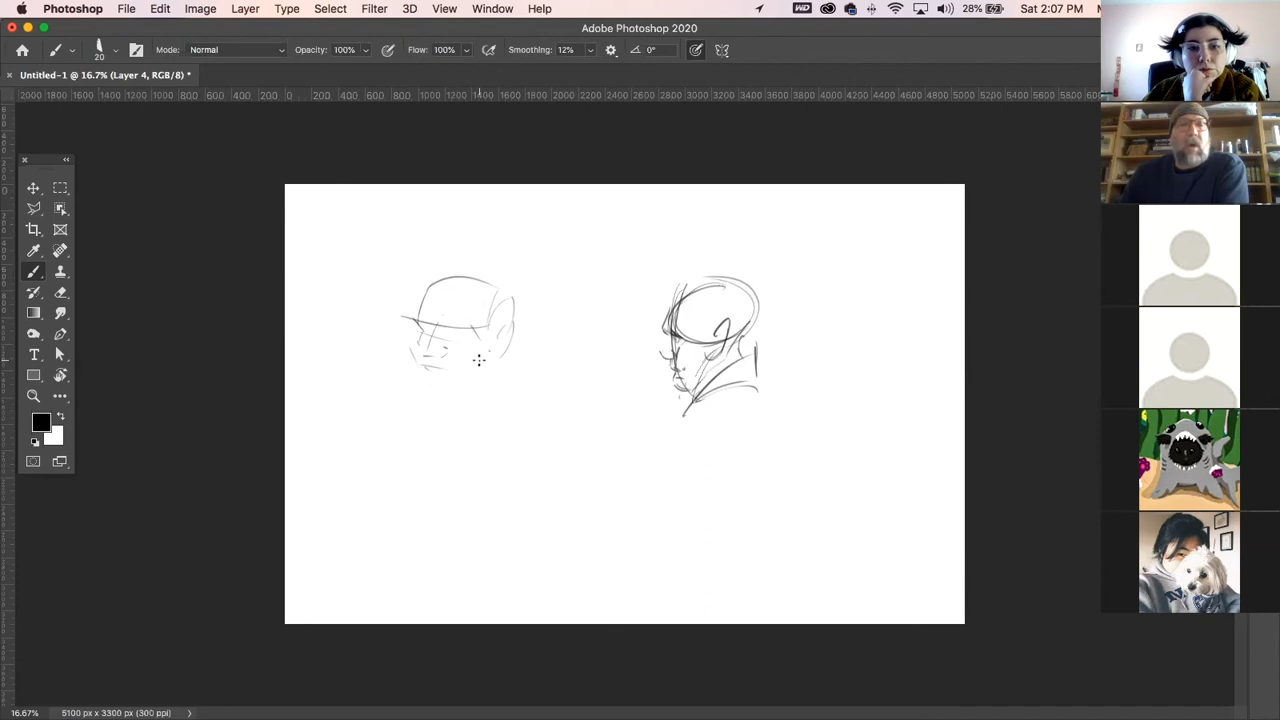 Photoshop File Edit Image Layer Type Select Filter 3D View Window Help WD 28% Sat 2:07 PM
Adobe Photoshop 2020
20 Mode: Normal Opacity: 100% Flow: 100% Smoothing: 12% 0°
Untitled-1 @ 16.7% (Layer 4, RGB/8) *
2000 1800 1600 1400 1200 1000 800 600 400 200 0 200 400 600 800 1000 1200 1400 1600 1800 2000 2200 2400 2600 2800 3000 3200 3400 3600 3800 4000 4200 4400 4600 4800 5000 5200 5400 5600 5800
16.67% 5100 px x 3300 px (300 ppi)